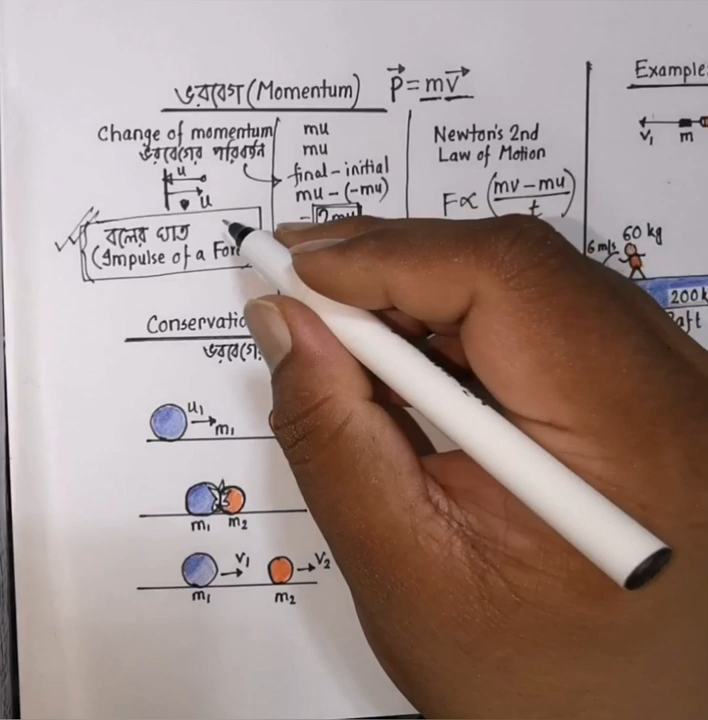 ভরবেগ (Momentum) P = mv
Change of momentum
ভরবেগের পরিবর্তন
u
u
mu
mu
final - initial
mu - (-mu)
= 2mu
বলের ঘাত
(Impulse of a
Newton's 2nd
Law of Motion
F ∝ (mv - mu)
t
Example:
v₁ m
6 m/s 60 kg
200
Conservatio
u₁
m₁
m₁ m₂
v₁ v₂
m₁ m₂